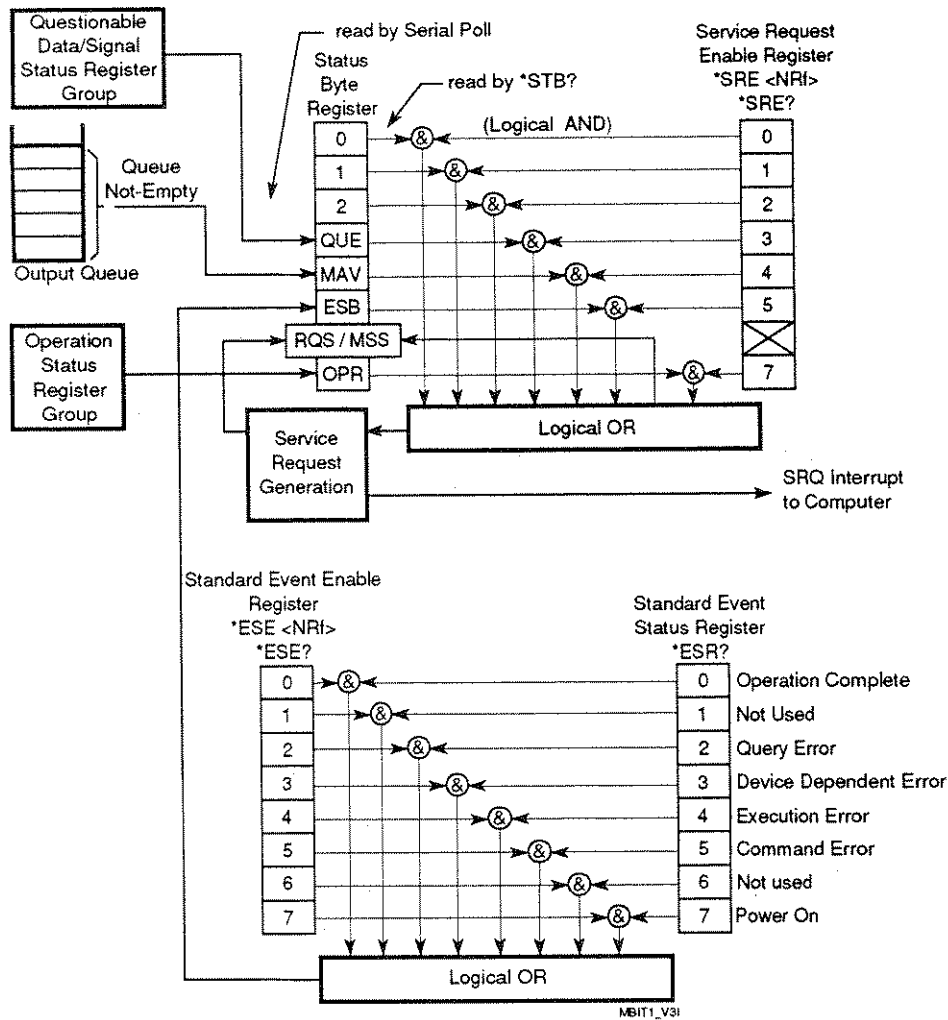 Questionable
Data/Signal
Status Register
Group
read by Serial Poll
Status
Byte
Register
read by *STB?
(Logical AND)
Service Request
Enable Register
*SRE <NRf>
*SRE?
0 & 0
1 & 1
2 & 2
QUE & 3
MAV & 4
ESB & 5
RQS / MSS
OPR & 7
Queue
Not-Empty
Output Queue
Operation
Status
Register
Group
Logical OR
Service
Request
Generation
SRQ Interrupt
to Computer
Standard Event Enable
Register
*ESE <NRf>
*ESE?
Standard Event
Status Register
*ESR?
0 & 0 Operation Complete
1 & 1 Not Used
2 & 2 Query Error
3 & 3 Device Dependent Error
4 & 4 Execution Error
5 & 5 Command Error
6 & 6 Not used
7 & 7 Power On
Logical OR
MBIT1_V3I